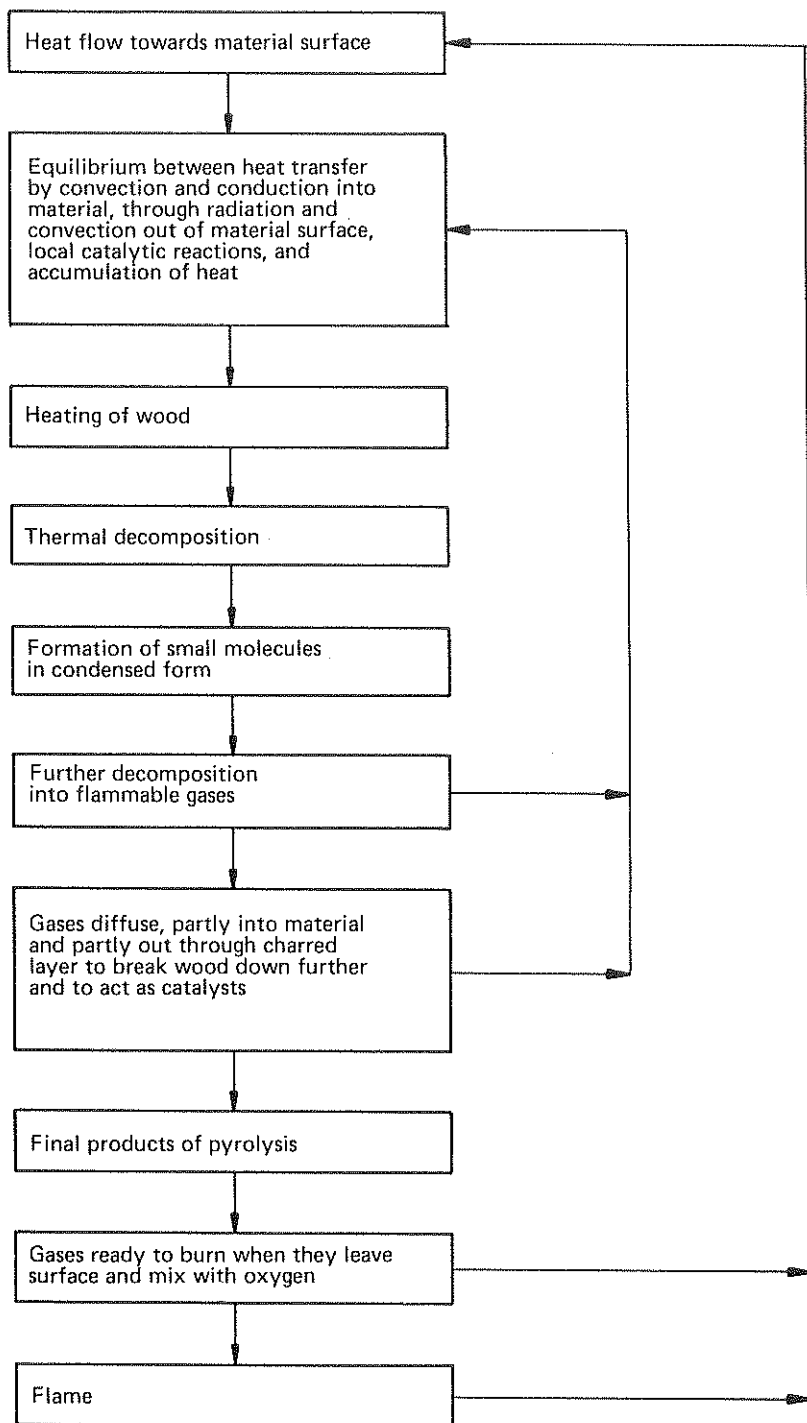 Heat flow towards material surface
Equilibrium between heat transfer
by convection and conduction into
material, through radiation and
convection out of material surface,
local catalytic reactions, and
accumulation of heat
Heating of wood
Thermal decomposition
Formation of small molecules
in condensed form
Further decomposition
into flammable gases
Gases diffuse, partly into material
and partly out through charred
layer to break wood down further
and to act as catalysts
Final products of pyrolysis
Gases ready to burn when they leave
surface and mix with oxygen
Flame